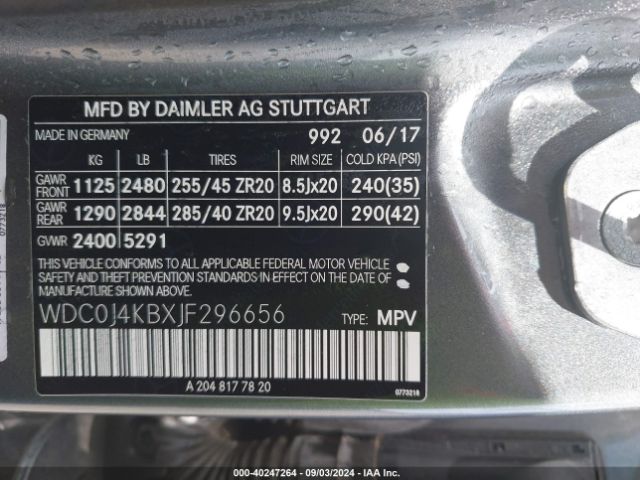 MFD BY DAIMLER AG STUTTGART
MADE IN GERMANY 992 06/17
KG LB TIRES RIM SIZE COLD KPA (PSI)
GAWR FRONT 1125 2480 255/45 ZR20 8.5Jx20 240(35)
GAWR REAR 1290 2844 285/40 ZR20 9.5Jx20 290(42)
GVWR 2400 5291
THIS VEHICLE CONFORMS TO ALL APPLICABLE FEDERAL MOTOR VEHICLE
SAFETY AND THEFT PREVENTION STANDARDS IN EFFECT ON THE DATE
OF MANUFACTURE SHOWN ABOVE.
WDC0J4KBXJF296656 TYPE: MPV
A 204 817 78 20
0773218
0773218
000-40247264 - 09/03/2024 - IAA Inc.